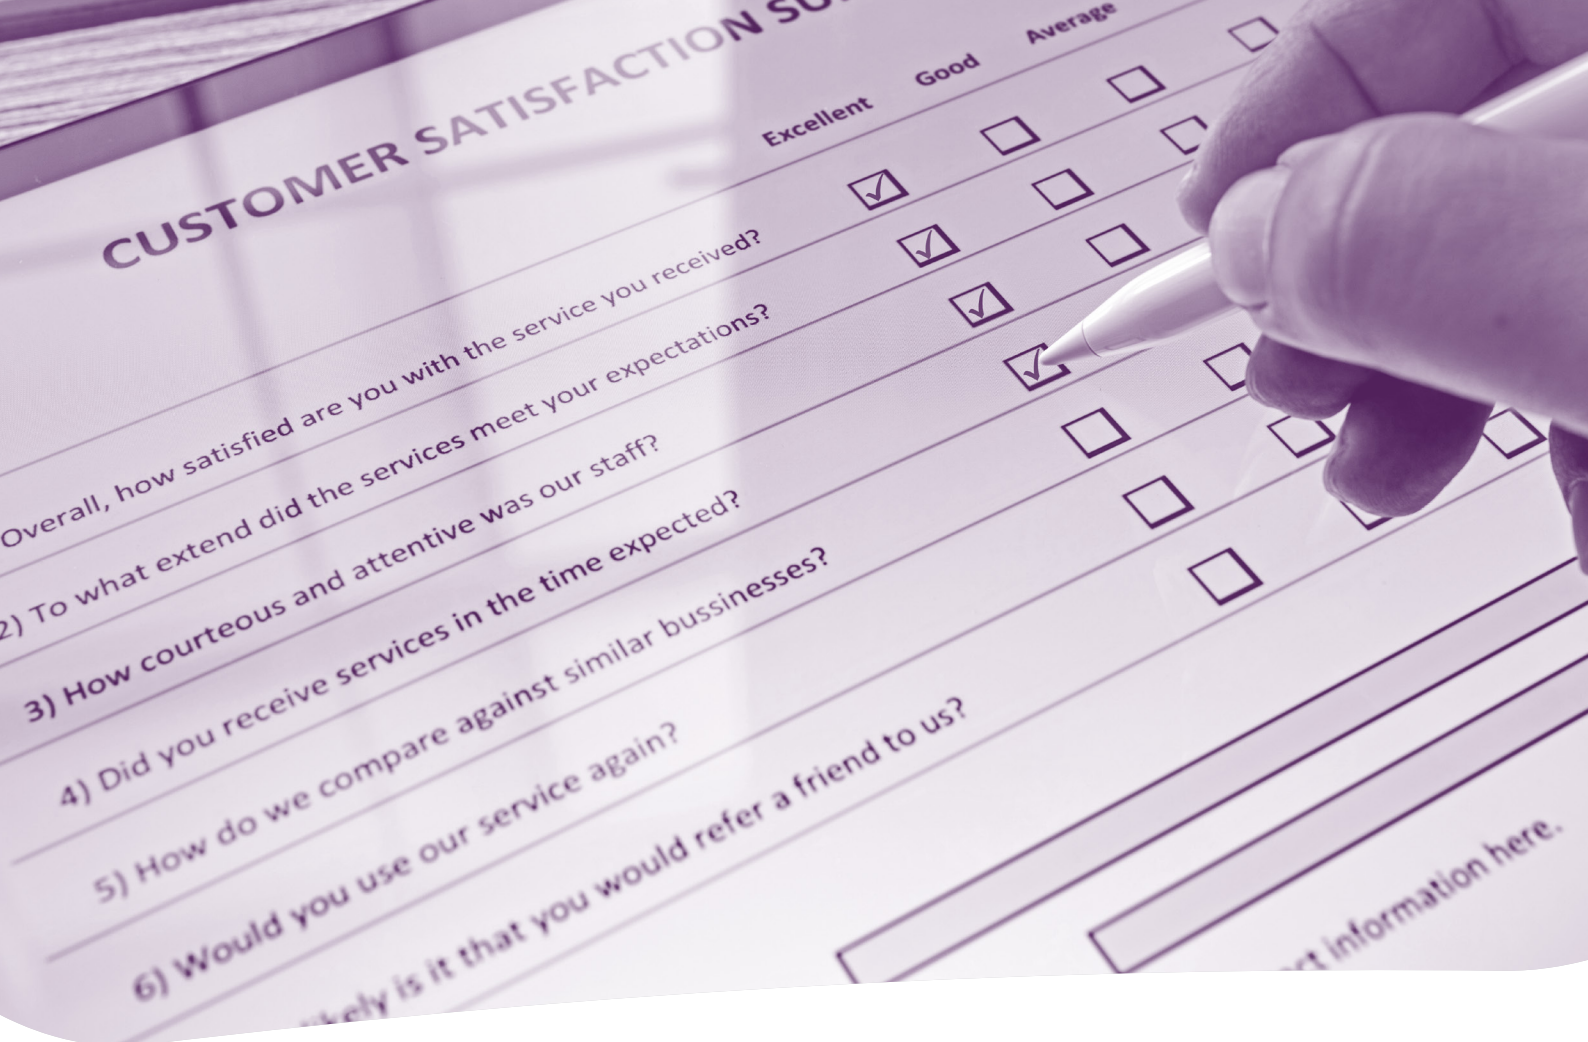 CUSTOMER SATISFACTION
Excellent Good Average
Overall, how satisfied are you with the service you received?
2) To what extend did the services meet your expectations?
3) How courteous and attentive was our staff?
4) Did you receive services in the time expected?
5) How do we compare against similar bussinesses?
6) Would you use our service again?
is it that you would refer a friend to us?
information here.